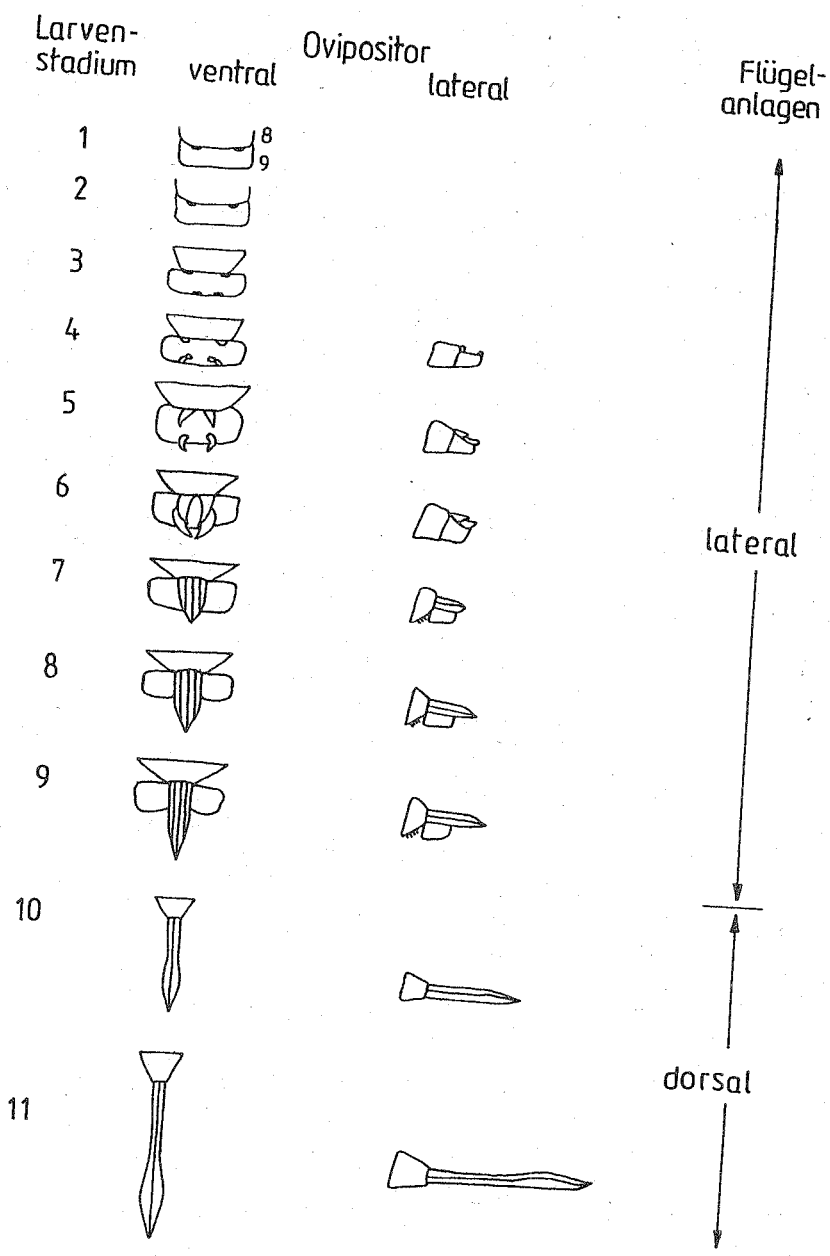 Larven-
stadium
Ovipositor
ventral
lateral
Flügel-
anlagen
1
8
9
2
3
4
5
6
lateral
7
8
9
10
dorsal
11